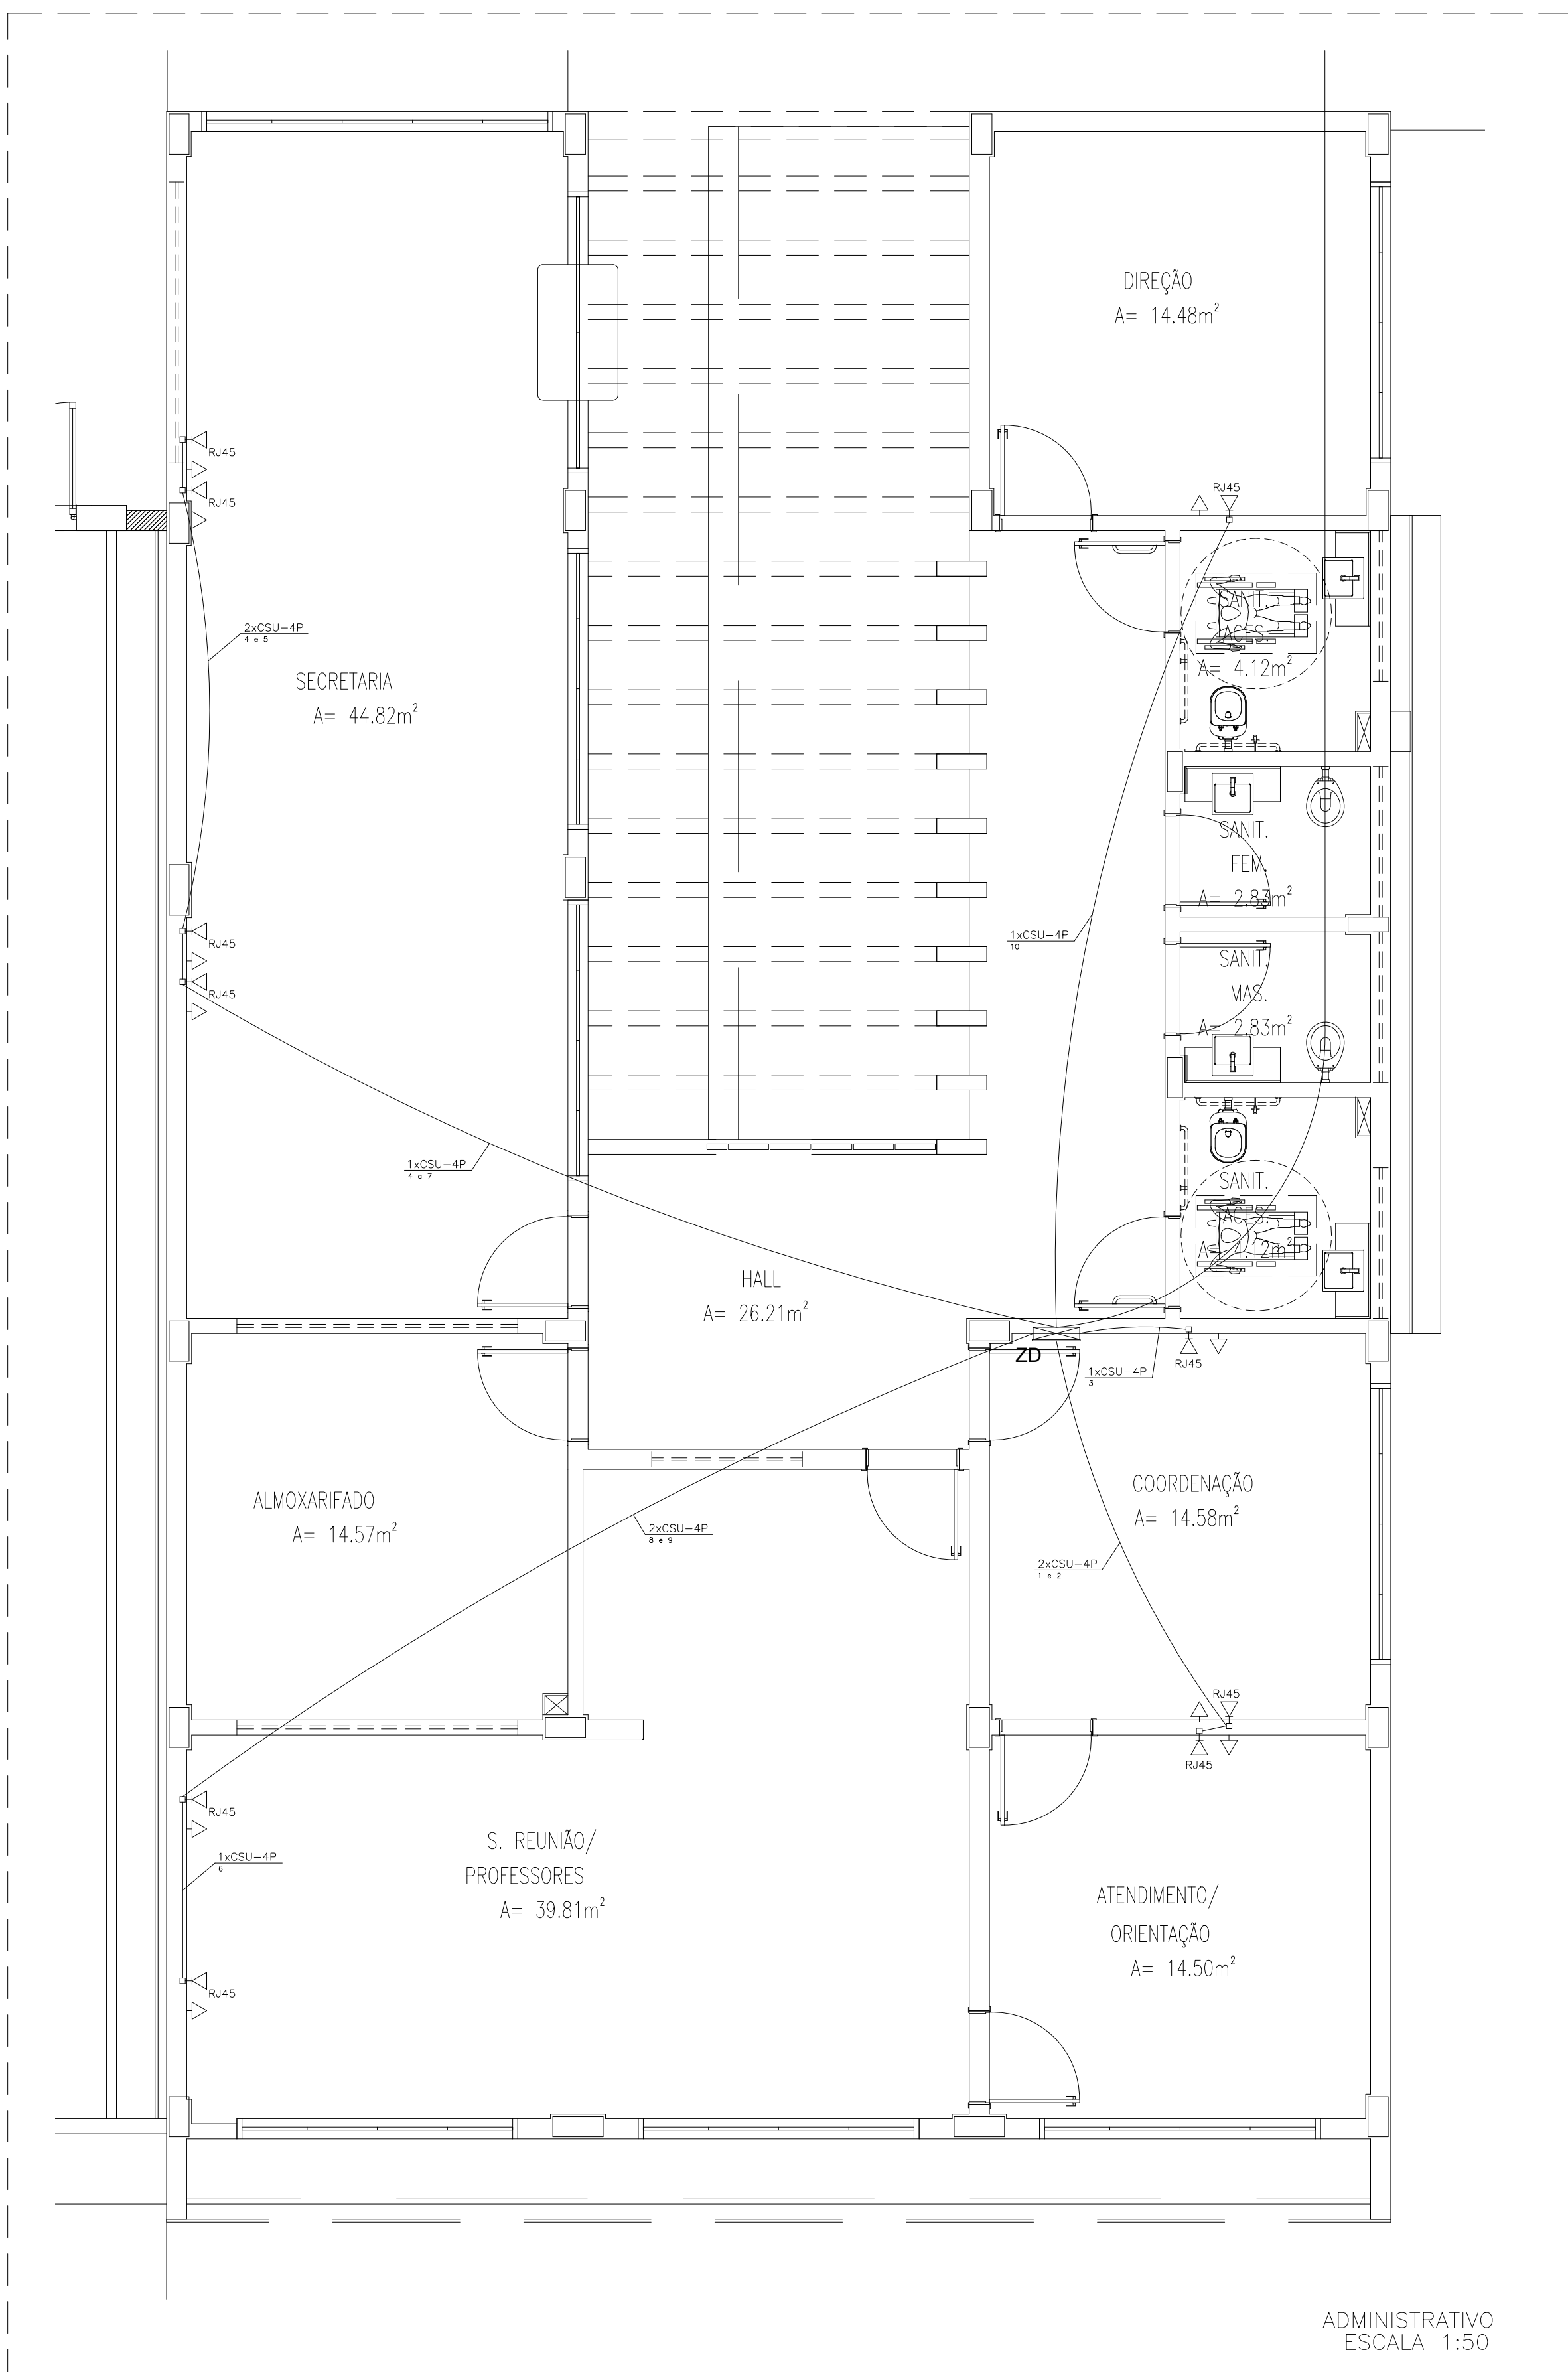 DIREÇÃO
A= 14.48m²
RJ45
RJ45
RJ45
SANIT.
ACES.
A= 4.12m²
2xCSU-4P
4 e 5
SECRETARIA
A= 44.82m²
SANIT.
FEM.
A= 2.83m²
RJ45
RJ45
1xCSU-4P
10
SANIT.
MAS.
A= 2.83m²
1xCSU-4P
4 a 7
SANIT.
ACES.
A= 4.12m²
HALL
A= 26.21m²
ZD
RJ45
1xCSU-4P
3
COORDENAÇÃO
A= 14.58m²
ALMOXARIFADO
A= 14.57m²
2xCSU-4P
8 e 9
2xCSU-4P
1 e 2
RJ45
RJ45
RJ45
S. REUNIÃO/
PROFESSORES
A= 39.81m²
1xCSU-4P
6
ATENDIMENTO/
ORIENTAÇÃO
A= 14.50m²
RJ45
ADMINISTRATIVO
ESCALA 1:50